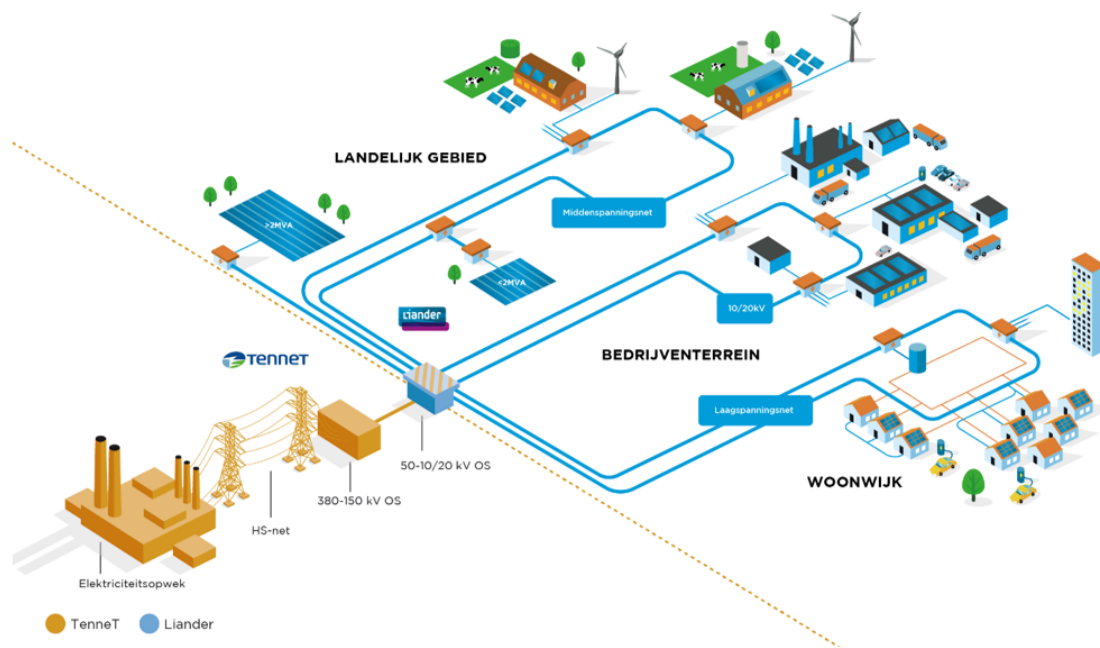 LANDELIJK GEBIED
>2MVA
Middenspanningsnet
<2MVA
Liander
10/20kV
TENNET
BEDRIJVENTERREIN
Laagspanningsnet
50-10/20 kV OS
WOONWIJK
380-150 kV OS
HS-net
Elektriciteitsopwek
TenneT
Liander